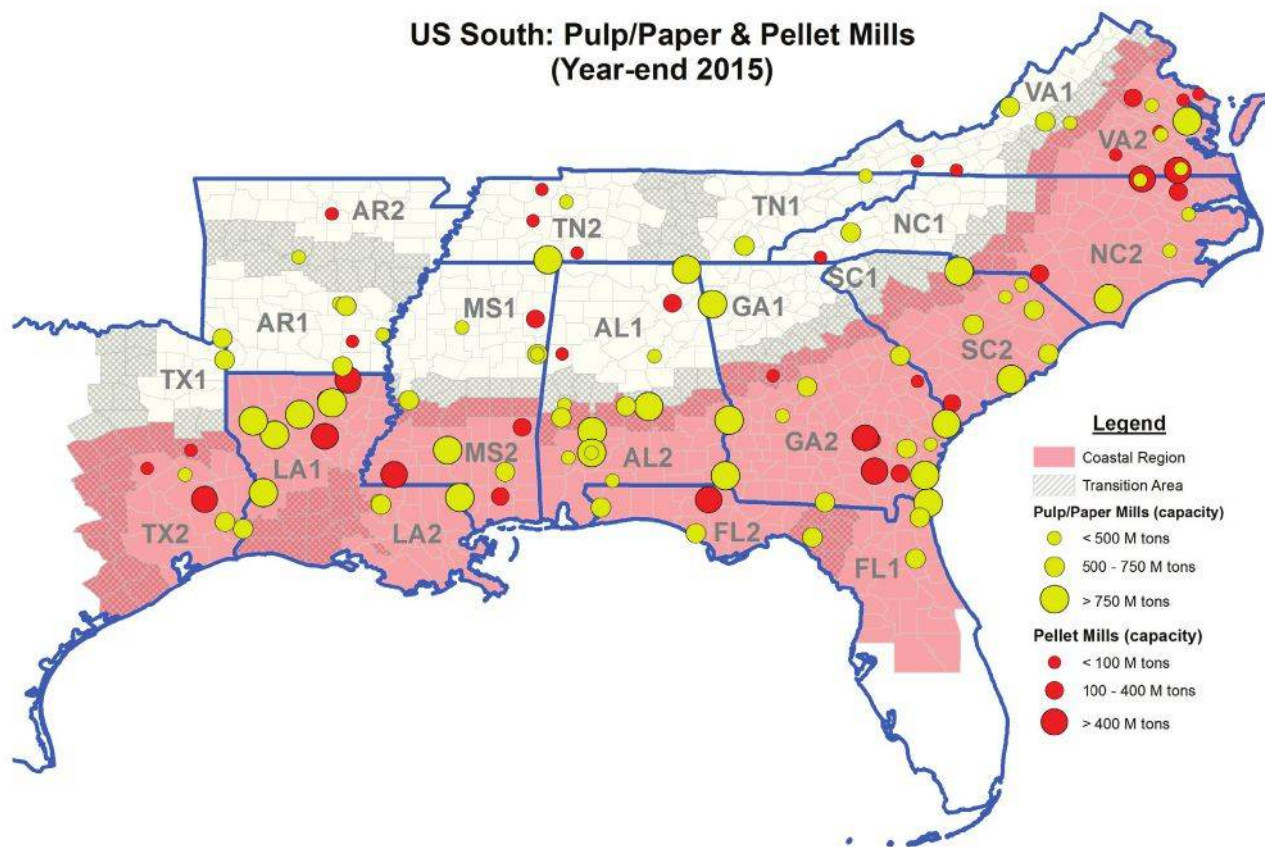 US South: Pulp/Paper & Pellet Mills
(Year-end 2015)
VA1
VA2
AR2
TN2
TN1
NC1
NC2
SC1
MS1
AL1
GA1
AR1
SC2
TX1
GA2
MS2
AL2
LA1
TX2
LA2
FL2
FL1
Legend
Coastal Region
Transition Area
Pulp/Paper Mills (capacity)
< 500 M tons
500 - 750 M tons
> 750 M tons
Pellet Mills (capacity)
< 100 M tons
100 - 400 M tons
> 400 M tons